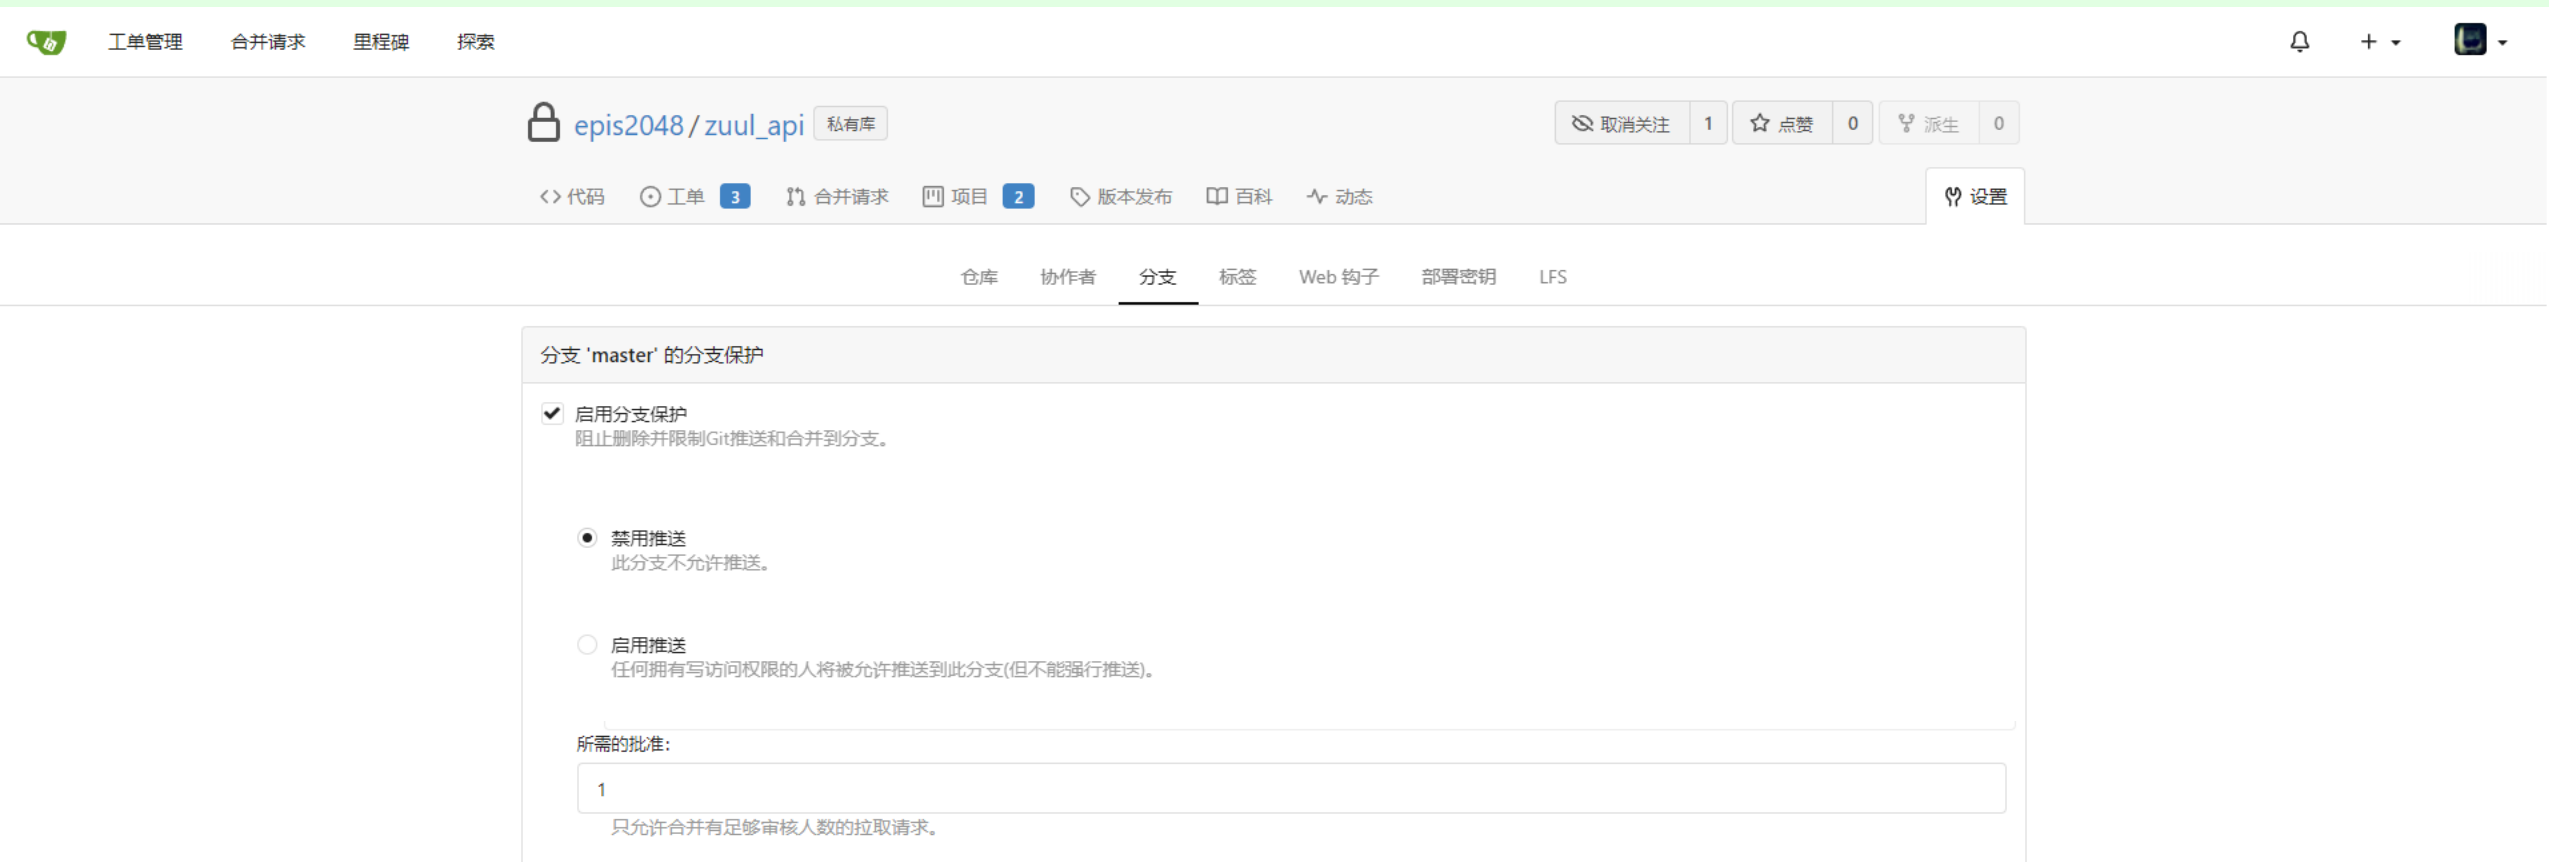 工单管理 合并请求 里程碑 探索
epis2048 / zuul_api 私有库 取消关注 1 点赞 0 派生 0
代码 工单 3 合并请求 项目 2 版本发布 百科 动态 设置
仓库 协作者 分支 标签 Web 钩子 部署密钥 LFS
分支 'master' 的分支保护
启用分支保护
阻止删除并限制Git推送和合并到分支。
禁用推送
此分支不允许推送。
启用推送
任何拥有写访问权限的人将被允许推送到此分支(但不能强行推送)。
所需的批准:
1
只允许合并有足够审核人数的拉取请求。